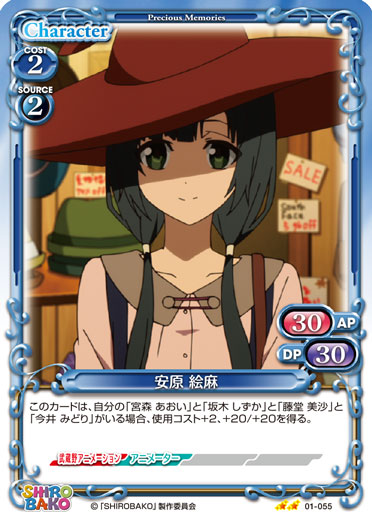 Precious Memories
Character
COST
2
SOURCE
2
SALE
South
Face
30 AP
DP 30
安原 絵麻
このカードは、自分の「宮森 あおい」と「坂木 しずか」と「藤堂 美沙」と
「今井 みどり」がいる場合、使用コスト+2、+20/+20を得る。
武蔵野アニメーション アニメーター
SHIRO
BAKO
©「SHIROBAKO」製作委員会
★★ 01-055